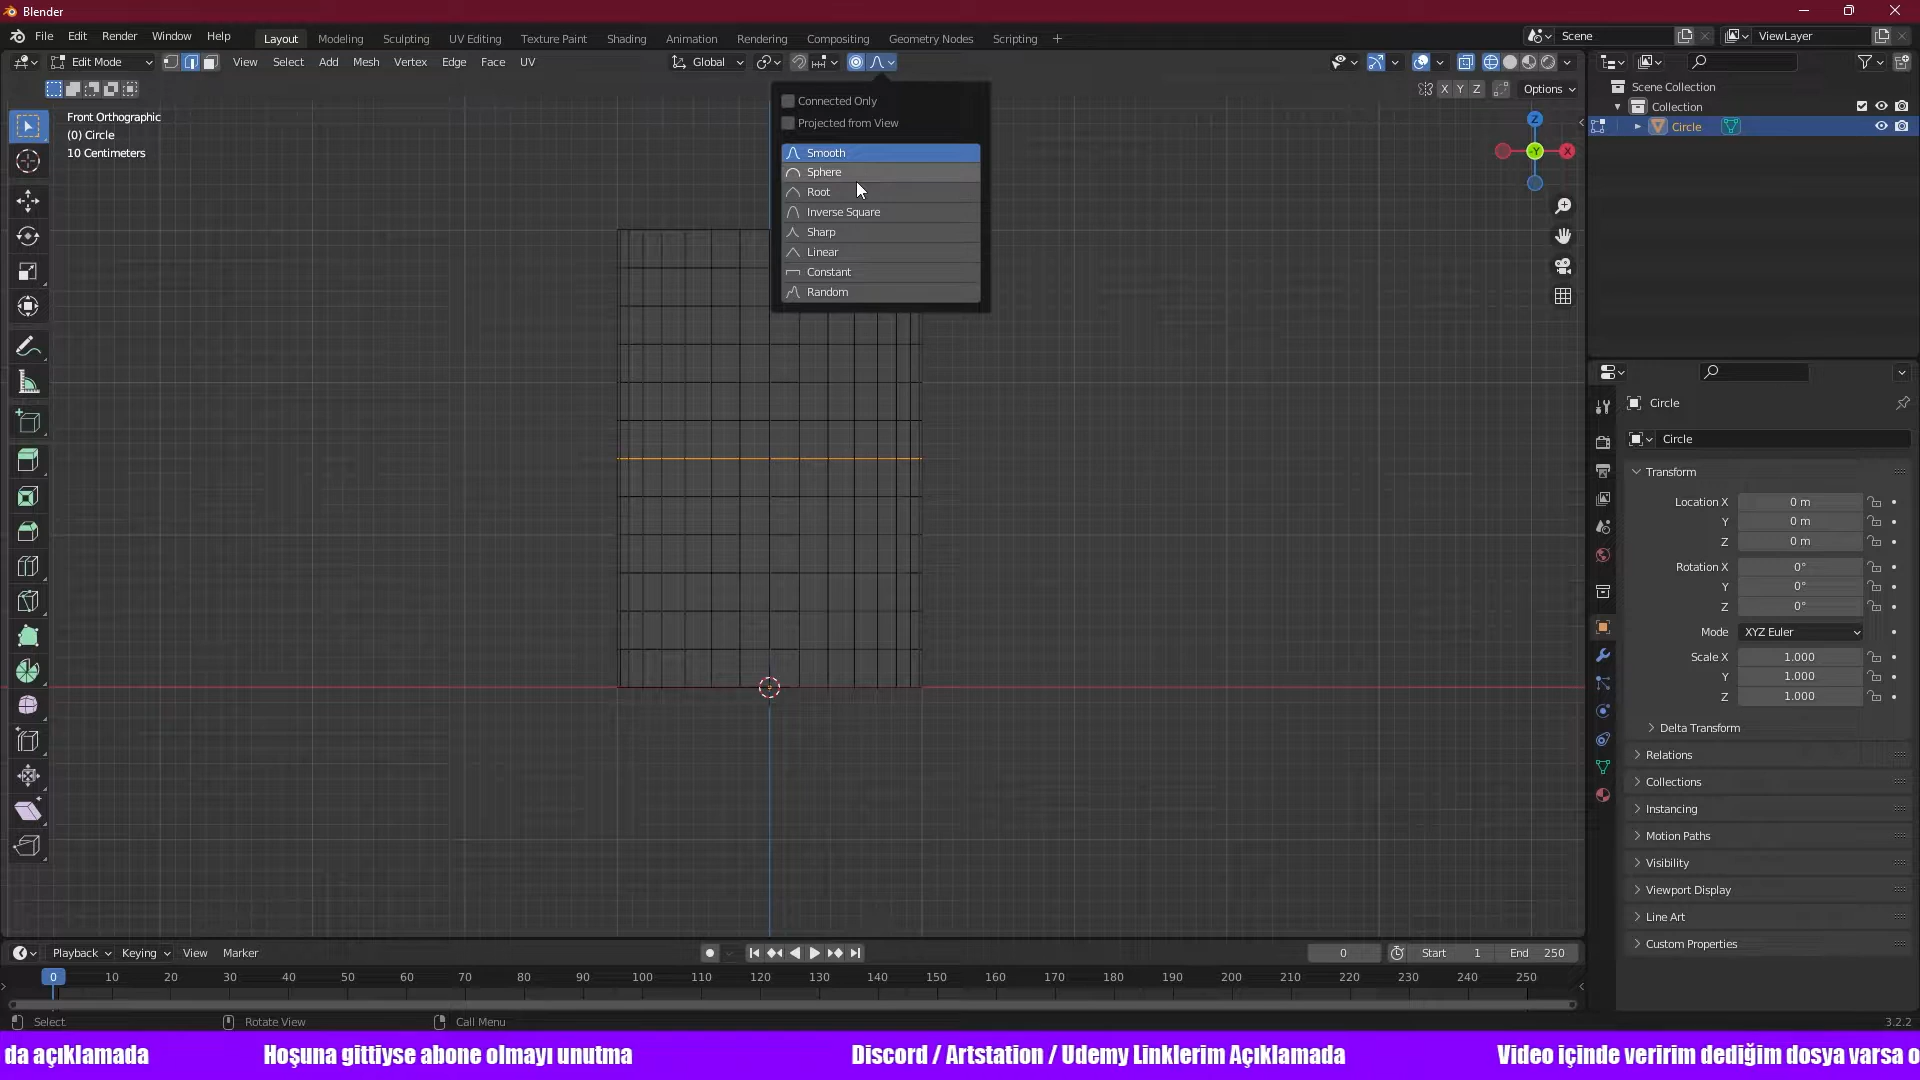 Blender
File Edit Render Window Help
Layout Modeling Sculpting UV Editing Texture Paint Shading Animation Rendering Compositing Geometry Nodes Scripting +
Scene
ViewLayer
Edit Mode
View Select Add Mesh Vertex Edge Face UV
Global
X Y Z
Options
Front Orthographic
(0) Circle
10 Centimeters
Connected Only
Projected from View
Smooth
Sphere
Root
Inverse Square
Sharp
Linear
Constant
Random
Z
-Y
X
Scene Collection
Collection
Circle
Circle
Circle
Transform
Location X 0 m
Y 0 m
Z 0 m
Rotation X 0°
Y 0°
Z 0°
Mode XYZ Euler
Scale X 1.000
Y 1.000
Z 1.000
Delta Transform
Relations
Collections
Instancing
Motion Paths
Visibility
Viewport Display
Line Art
Custom Properties
Playback Keying View Marker
0
Start 1 End 250
0 10 20 30 40 50 60 70 80 90 100 110 120 130 140 150 160 170 180 190 200 210 220 230 240 250
Select Rotate View Call Menu
3.2.2
da açıklamada Hoşuna gittiyse abone olmayı unutma Discord / Artstation / Udemy Linklerim Açıklamada Video içinde veririm dediğim dosya varsa o